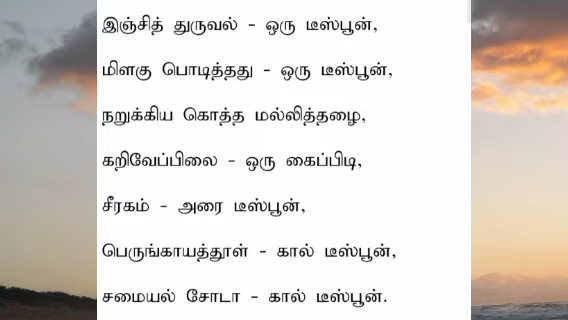 இஞ்சித் துருவல் - ஒரு டீஸ்பூன்,
மிளகு பொடித்தது - ஒரு டீஸ்பூன்,
நறுக்கிய கொத்த மல்லித்தழை,
கறிவேப்பிலை - ஒரு கைப்பிடி,
சீரகம் - அரை டீஸ்பூன்,
பெருங்காயத்தூள் - கால் டீஸ்பூன்,
சமையல் சோடா - கால் டீஸ்பூன்.